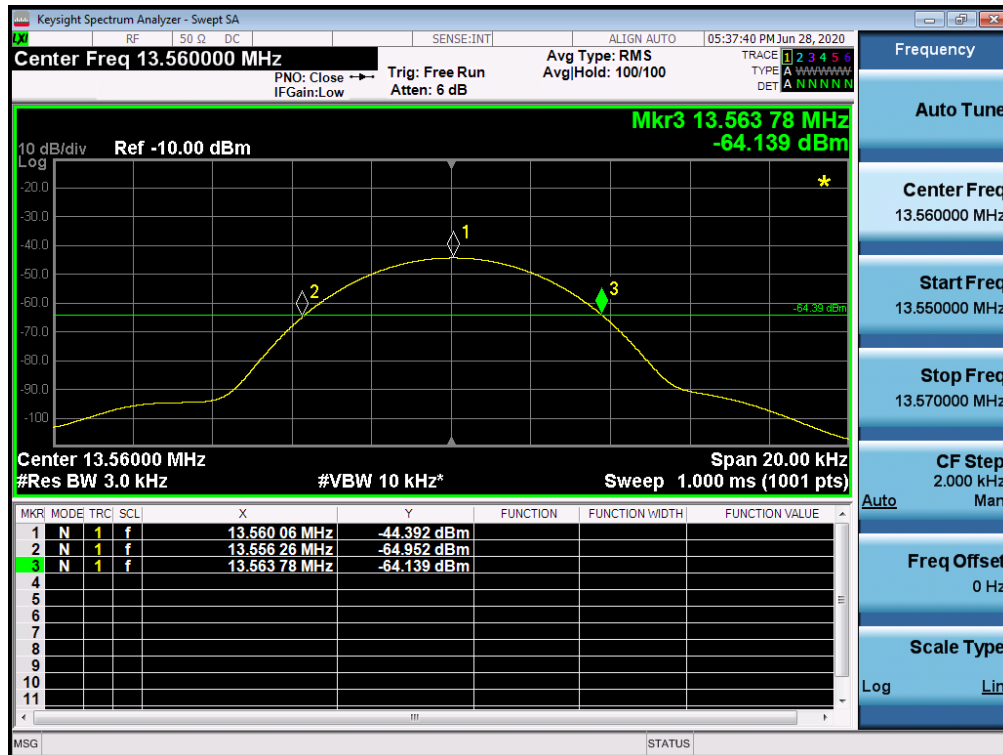 Keysight Spectrum Analyzer - Swept SA
LXI RF 50 Ω DC SENSE:INT ALIGN AUTO 05:37:40 PM Jun 28, 2020
Center Freq 13.560000 MHz
PNO: Close
IFGain:Low
Trig: Free Run
Atten: 6 dB
Avg Type: RMS
Avg|Hold: 100/100
TRACE 1 2 3 4 5 6
TYPE A WWWWW
DET A N N N N N
Mkr3 13.563 78 MHz
-64.139 dBm
10 dB/div Ref -10.00 dBm
Log
-20.0
-30.0
-40.0
-50.0
-60.0
-70.0
-80.0
-90.0
-100
1
2
3
-64.39 dBm
*
Center 13.56000 MHz Span 20.00 kHz
#Res BW 3.0 kHz #VBW 10 kHz* Sweep 1.000 ms (1001 pts)
MKR MODE TRC SCL X Y FUNCTION FUNCTION WIDTH FUNCTION VALUE
1 N 1 f 13.560 06 MHz -44.392 dBm
2 N 1 f 13.556 26 MHz -64.952 dBm
3 N 1 f 13.563 78 MHz -64.139 dBm
4
5
6
7
8
9
10
11
MSG STATUS
Frequency
Auto Tune
Center Freq
13.560000 MHz
Start Freq
13.550000 MHz
Stop Freq
13.570000 MHz
CF Step
2.000 kHz
Auto Man
Freq Offset
0 Hz
Scale Type
Log Lin